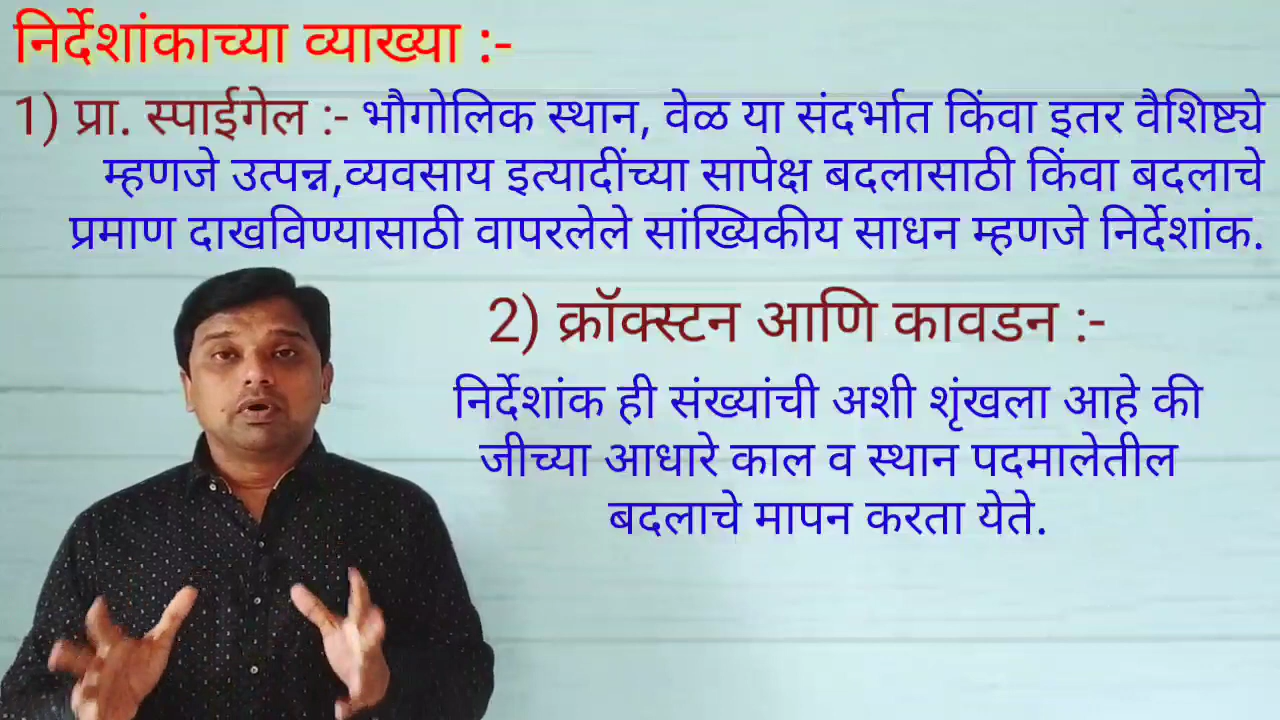 निर्देशांकाच्या व्याख्या :-
1) प्रा. स्पाईगेल :- भौगोलिक स्थान, वेळ या संदर्भात किंवा इतर वैशिष्ट्ये
म्हणजे उत्पन्न,व्यवसाय इत्यादींच्या सापेक्ष बदलासाठी किंवा बदलाचे
प्रमाण दाखविण्यासाठी वापरलेले सांख्यिकीय साधन म्हणजे निर्देशांक.
2) क्रॉक्स्टन आणि कावडन :-
निर्देशांक ही संख्यांची अशी शृंखला आहे की
जीच्या आधारे काल व स्थान पदमालेतील
बदलाचे मापन करता येते.